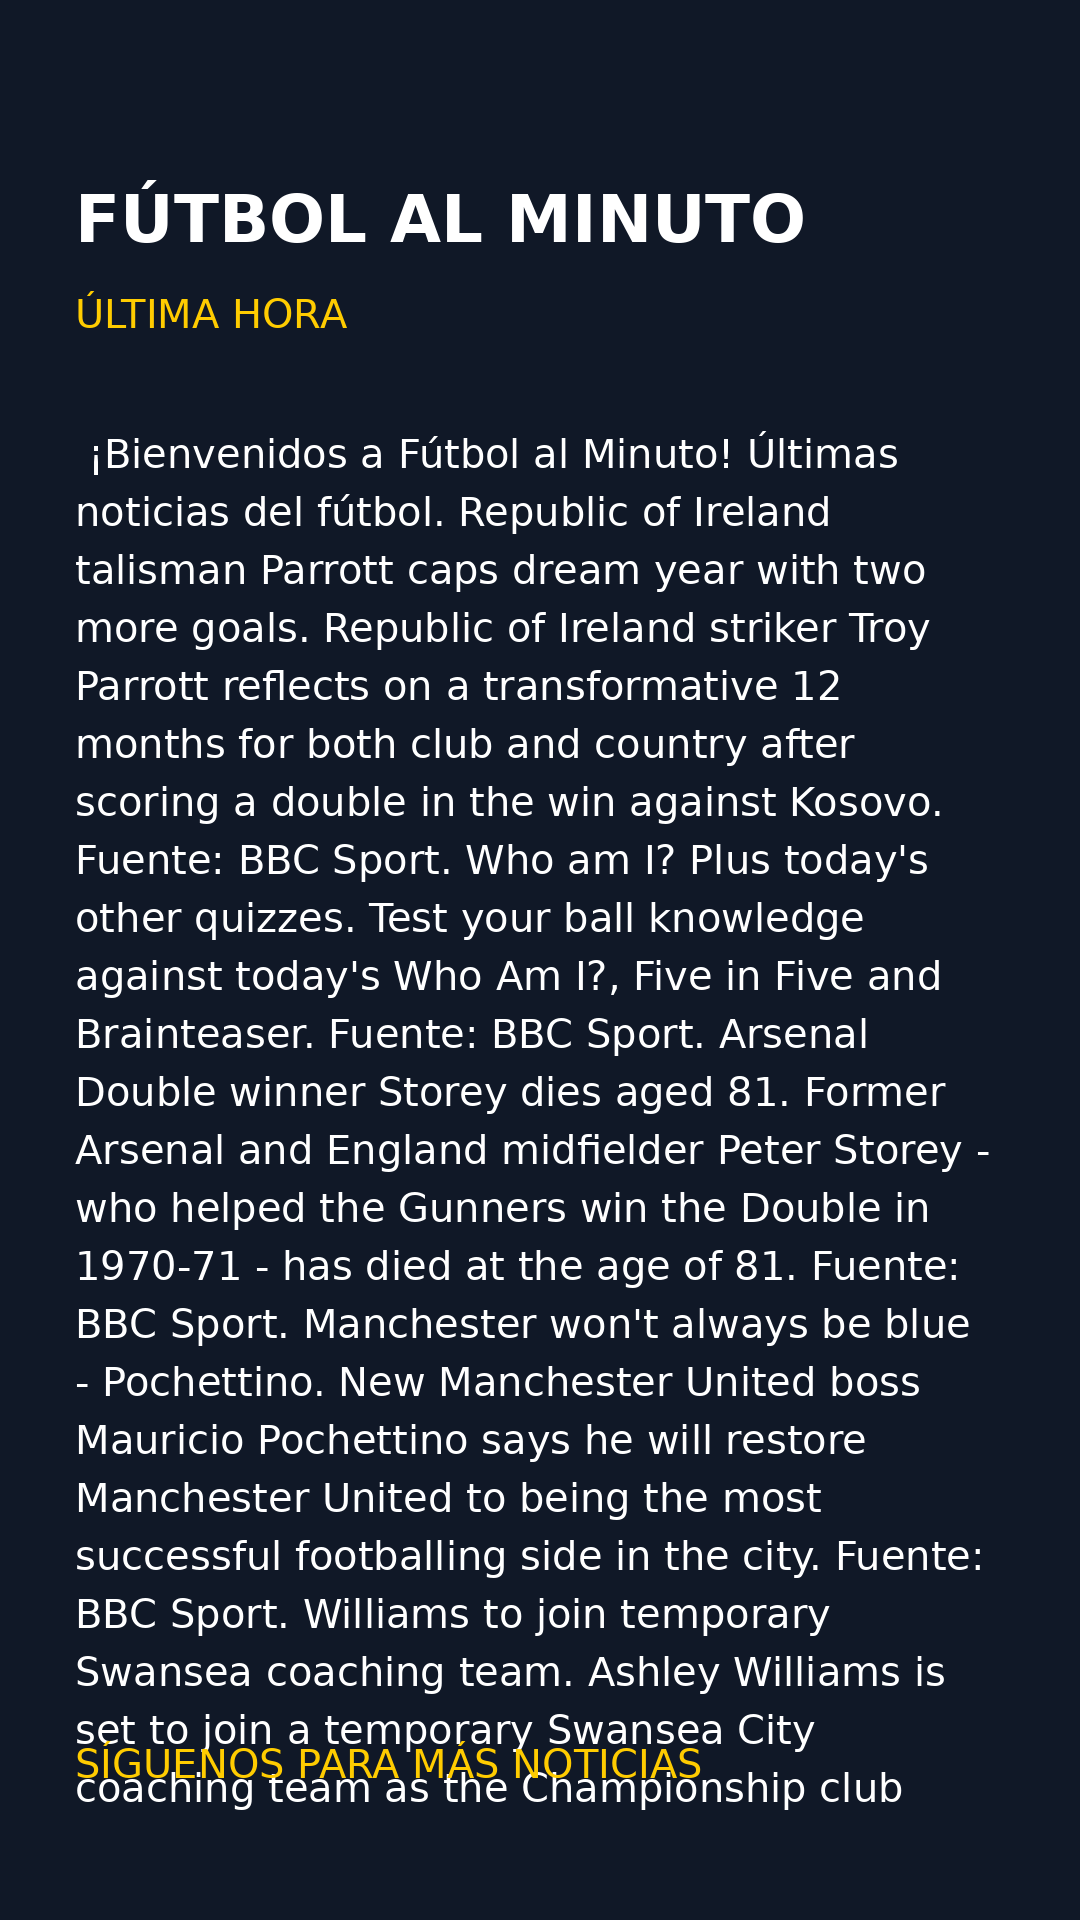 FÚTBOL AL MINUTO
ÚLTIMA HORA
¡Bienvenidos a Fútbol al Minuto! Últimas
noticias del fútbol. Republic of Ireland
talisman Parrott caps dream year with two
more goals. Republic of Ireland striker Troy
Parrott reflects on a transformative 12
months for both club and country after
scoring a double in the win against Kosovo.
Fuente: BBC Sport. Who am I? Plus today's
other quizzes. Test your ball knowledge
against today's Who Am I?, Five in Five and
Brainteaser. Fuente: BBC Sport. Arsenal
Double winner Storey dies aged 81. Former
Arsenal and England midfielder Peter Storey -
who helped the Gunners win the Double in
1970-71 - has died at the age of 81. Fuente:
BBC Sport. Manchester won't always be blue
- Pochettino. New Manchester United boss
Mauricio Pochettino says he will restore
Manchester United to being the most
successful footballing side in the city. Fuente:
BBC Sport. Williams to join temporary
Swansea coaching team. Ashley Williams is
set to join a temporary Swansea City
SÍGUENOS PARA MÁS NOTICIAS
coaching team as the Championship club